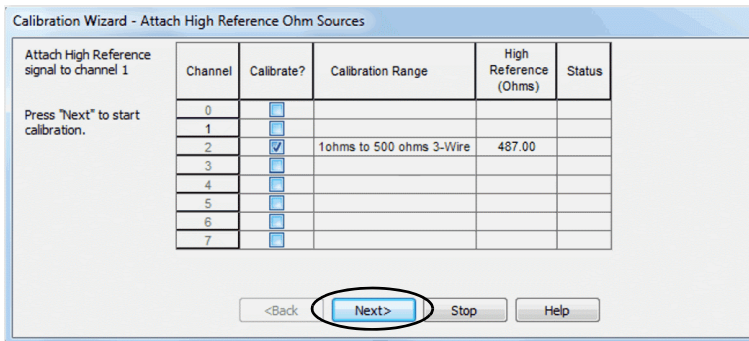 Calibration Wizard - Attach High Reference Ohm Sources
Attach High Reference
signal to channel 1
Press "Next" to start
calibration.
Channel Calibrate? Calibration Range High Reference (Ohms) Status
0
1
2 1ohms to 500 ohms 3-Wire 487.00
3
4
5
6
7
<Back Next> Stop Help